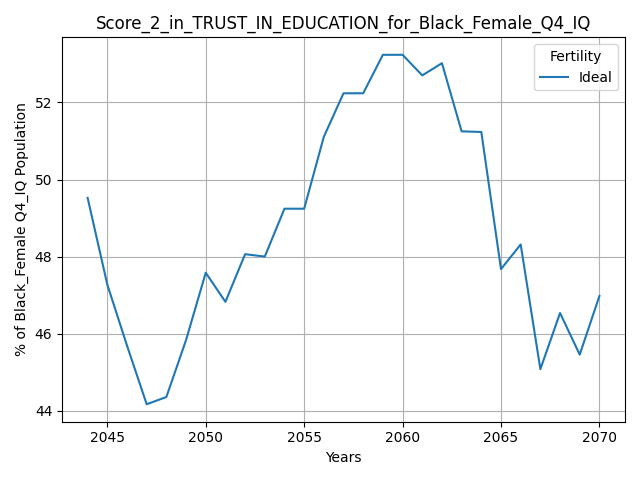 Score_2_in_TRUST_IN_EDUCATION_for_Black_Female_Q4_IQ
Fertility
Ideal
% of Black_Female Q4_IQ Population
52
50
48
46
44
2045 2050 2055 2060 2065 2070
Years